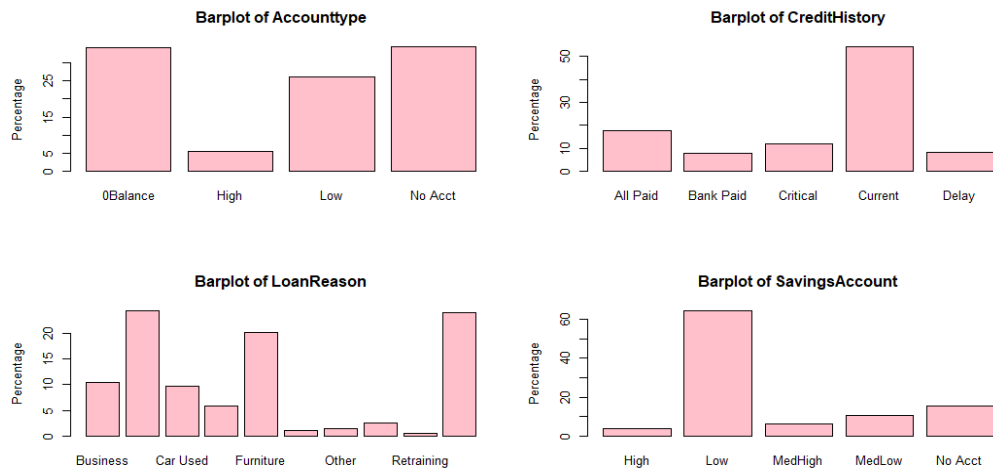 Barplot of Accounttype
Percentage
0
5
25
0Balance
High
Low
No Acct
Barplot of CreditHistory
Percentage
0
10
30
50
All Paid
Bank Paid
Critical
Current
Delay
Barplot of LoanReason
Percentage
0
5
10
15
20
Business
Car Used
Furniture
Other
Retraining
Barplot of SavingsAccount
Percentage
0
20
40
60
High
Low
MedHigh
MedLow
No Acct